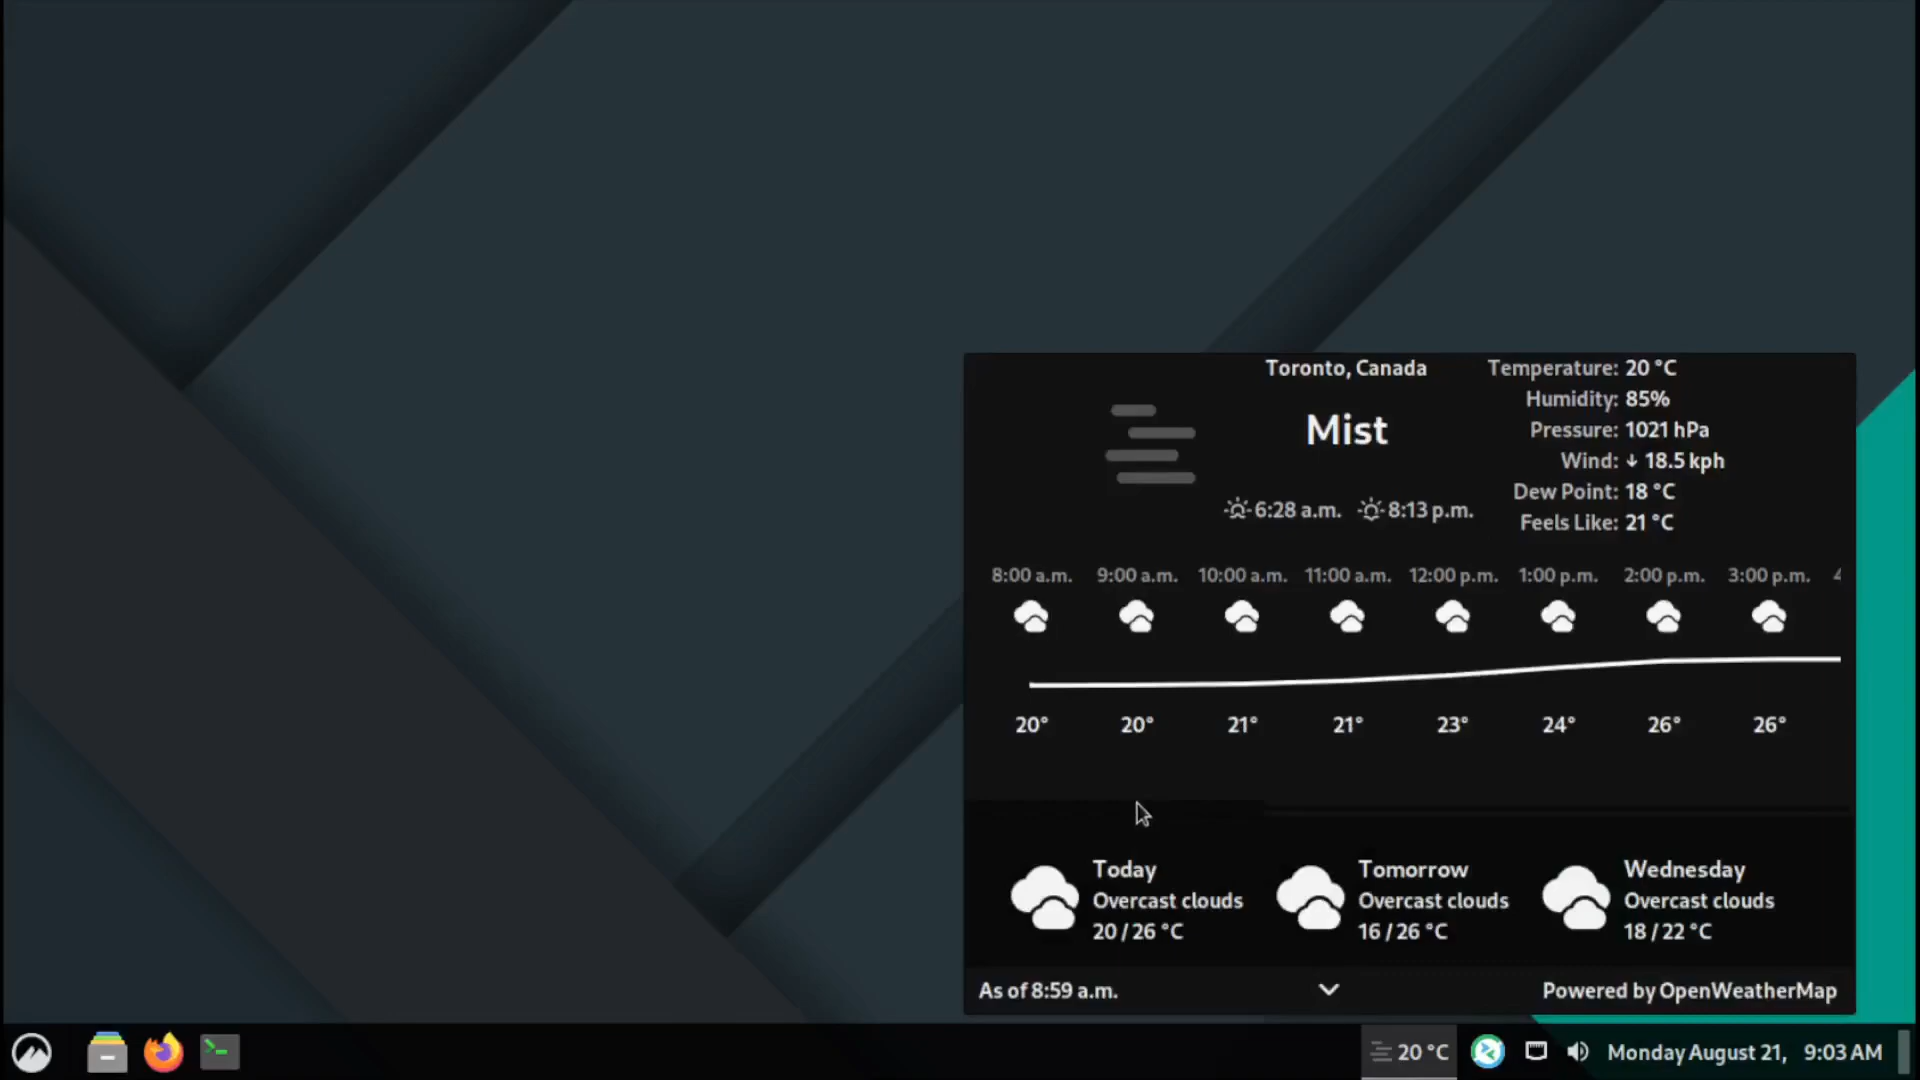 Toronto, Canada
Mist
6:28 a.m. 8:13 p.m.
Temperature: 20 °C
Humidity: 85%
Pressure: 1021 hPa
Wind: ↓ 18.5 kph
Dew Point: 18 °C
Feels Like: 21 °C
8:00 a.m. 9:00 a.m. 10:00 a.m. 11:00 a.m. 12:00 p.m. 1:00 p.m. 2:00 p.m. 3:00 p.m.
20° 20° 21° 21° 23° 24° 26° 26°
Today
Overcast clouds
20 / 26 °C
Tomorrow
Overcast clouds
16 / 26 °C
Wednesday
Overcast clouds
18 / 22 °C
As of 8:59 a.m. Powered by OpenWeatherMap
20 °C Monday August 21, 9:03 AM